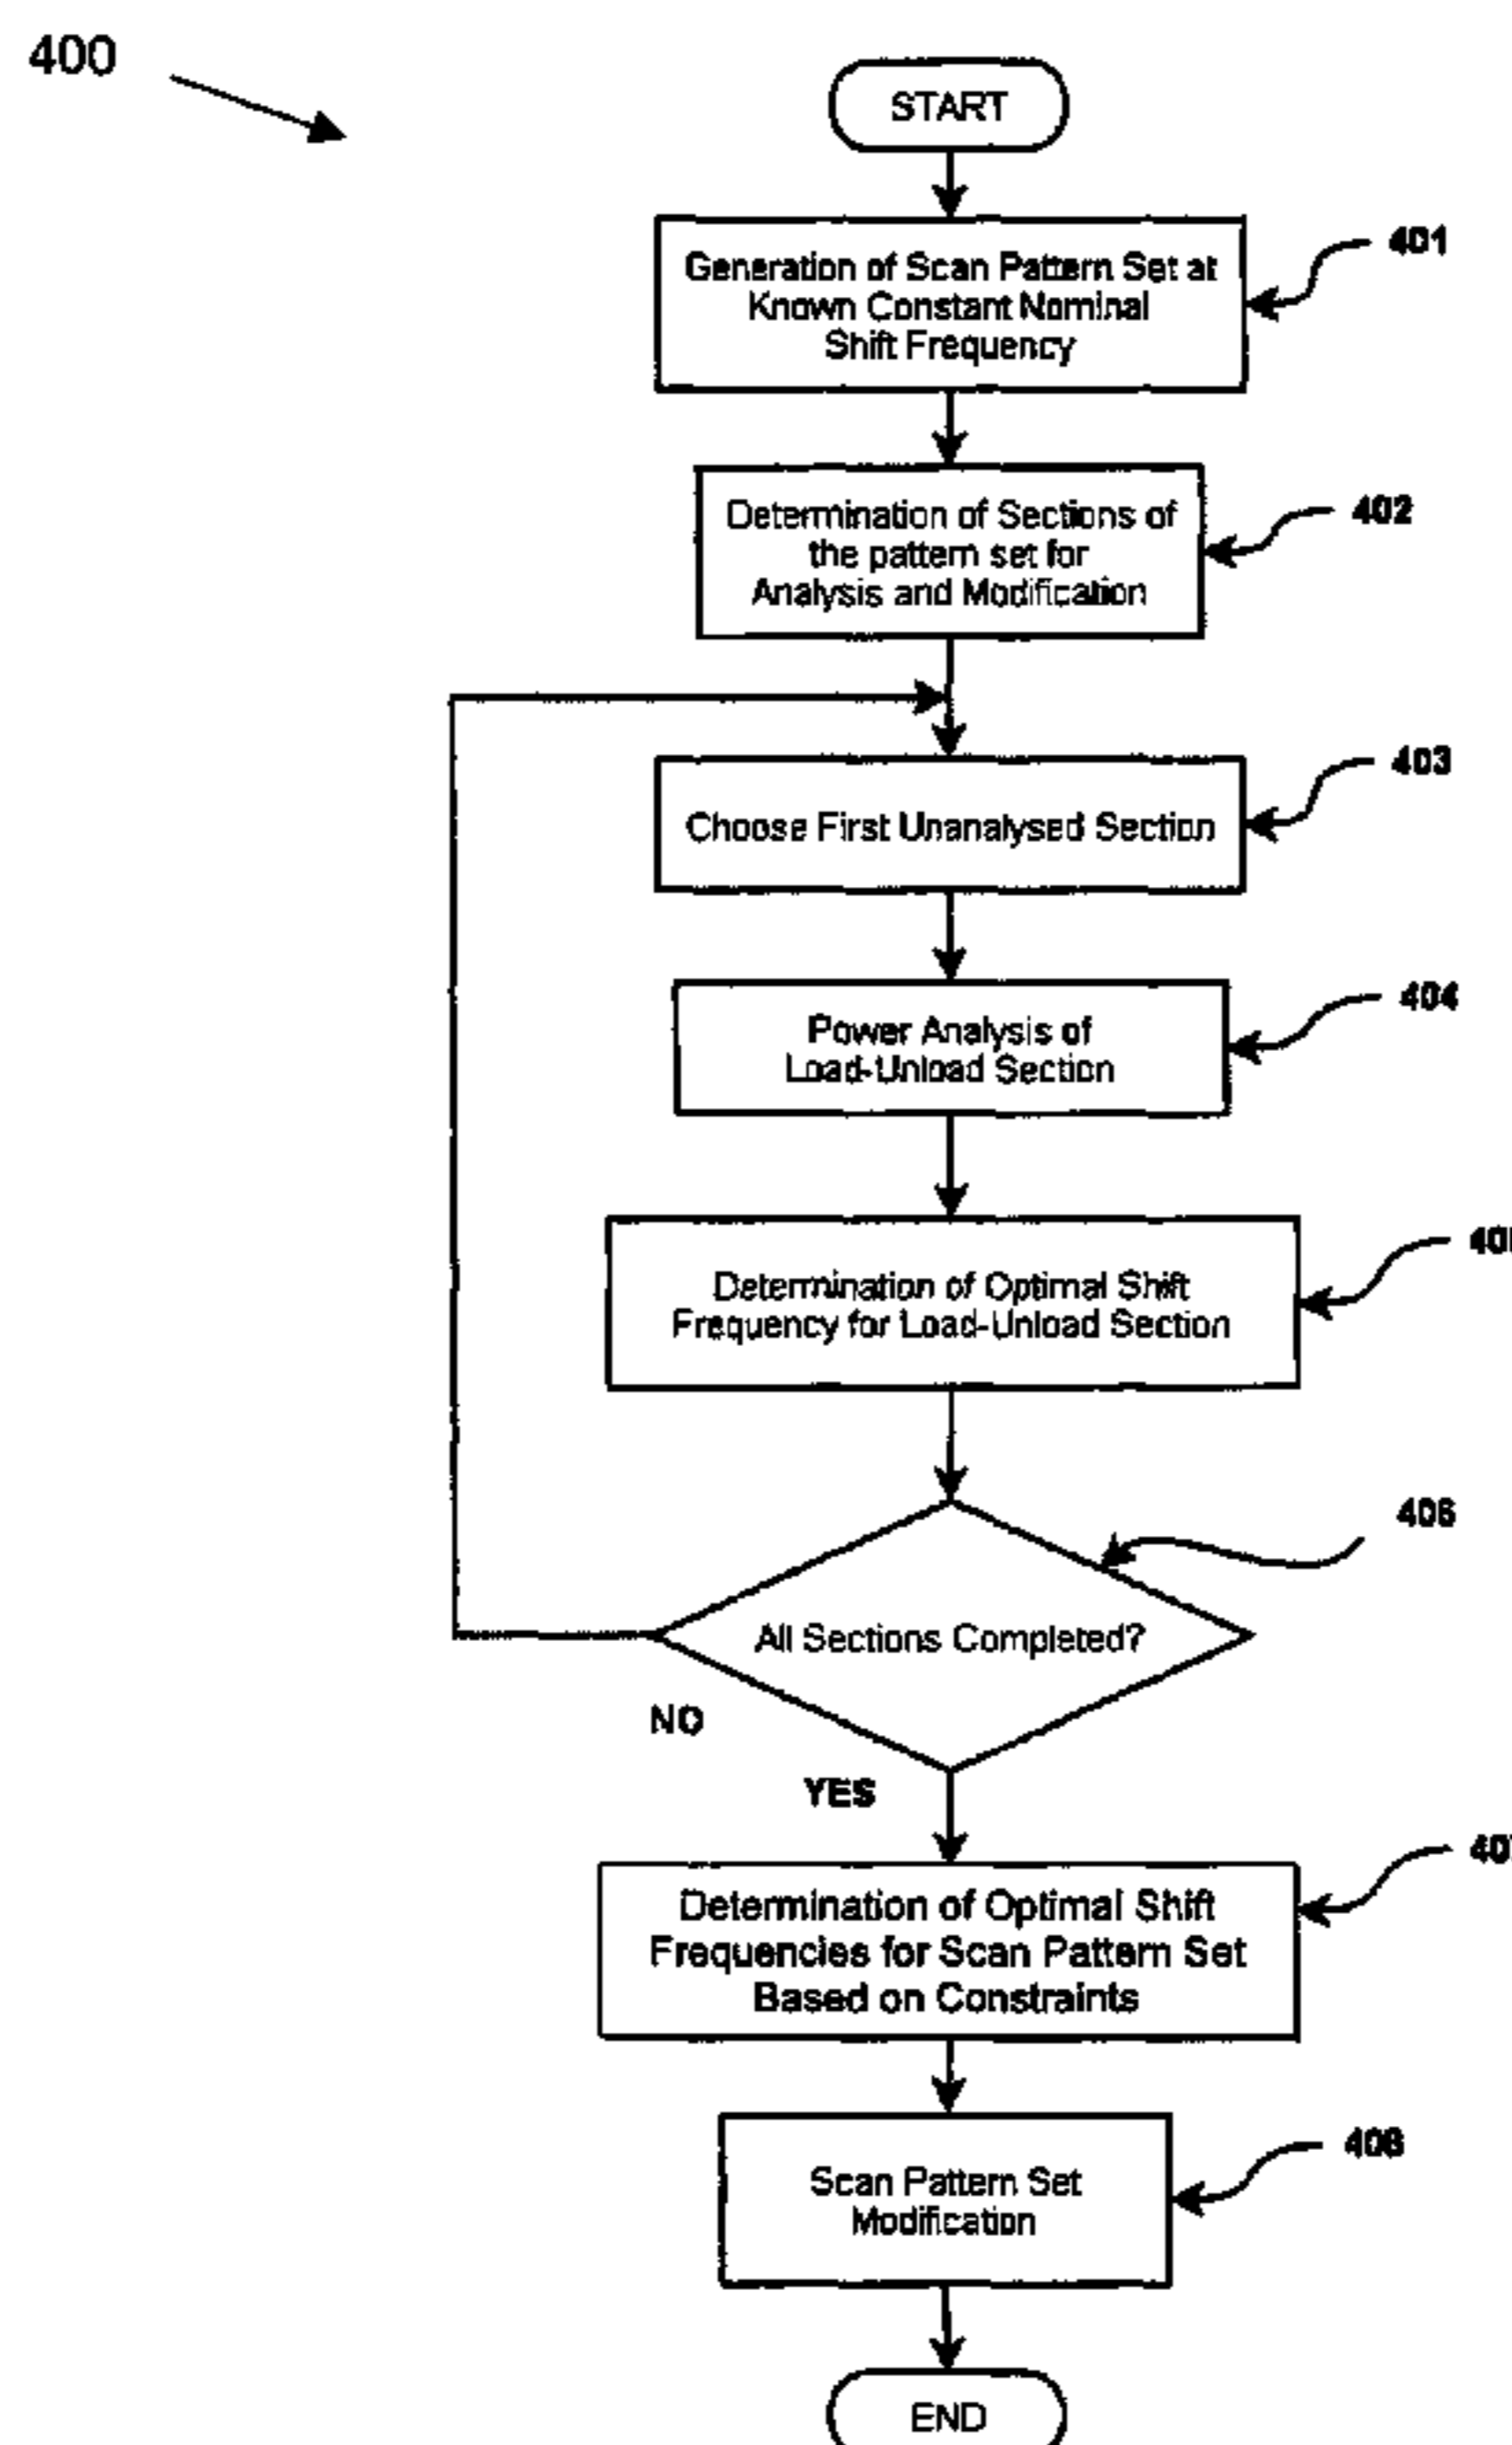 400
START
Generation of Scan Pattern Set at
Known Constant Nominal
Shift Frequency
401
Determination of Sections of
the pattern set for
Analysis and Modification
402
Choose First Unanalysed Section
403
Power Analysis of
Load-Unload Section
404
Determination of Optimal Shift
Frequency for Load-Unload Section
All Sections Completed?
406
NO
YES
Determination of Optimal Shift
Frequencies for Scan Pattern Set
Based on Constraints
Scan Pattern Set
Modification
408
END